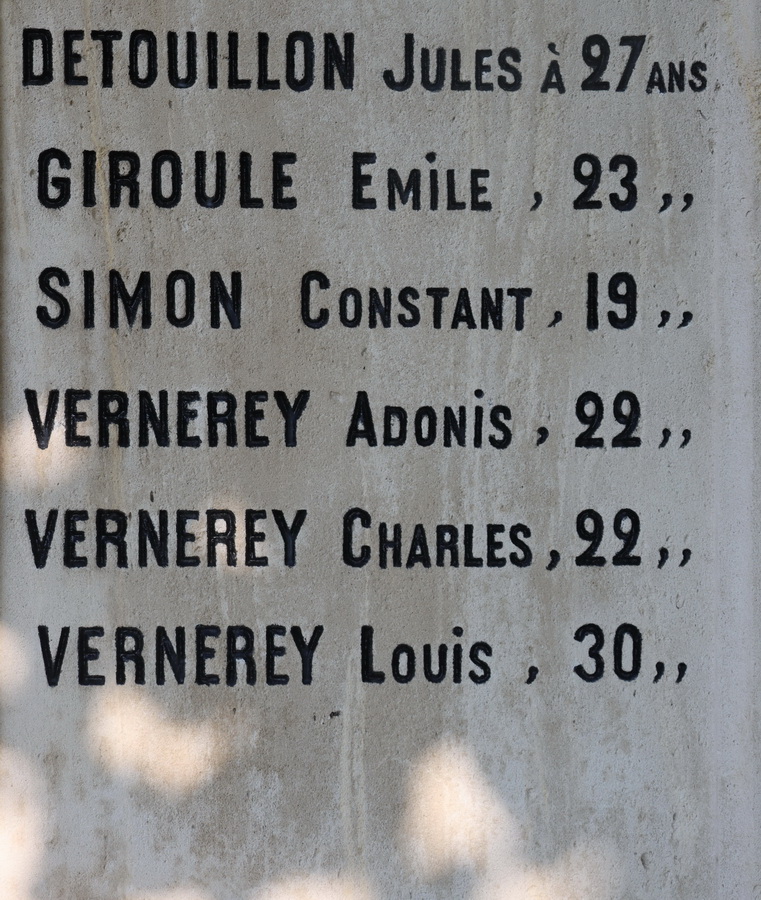 DETOUILLON JULES À 27 ANS
GIROULE EMiLE , 23 ,,
SIMON CONSTANT , 19 ,,
VERNEREY ADONiS , 22 ,,
VERNEREY CHARLES , 22 ,,
VERNEREY LOUiS , 30 ,,